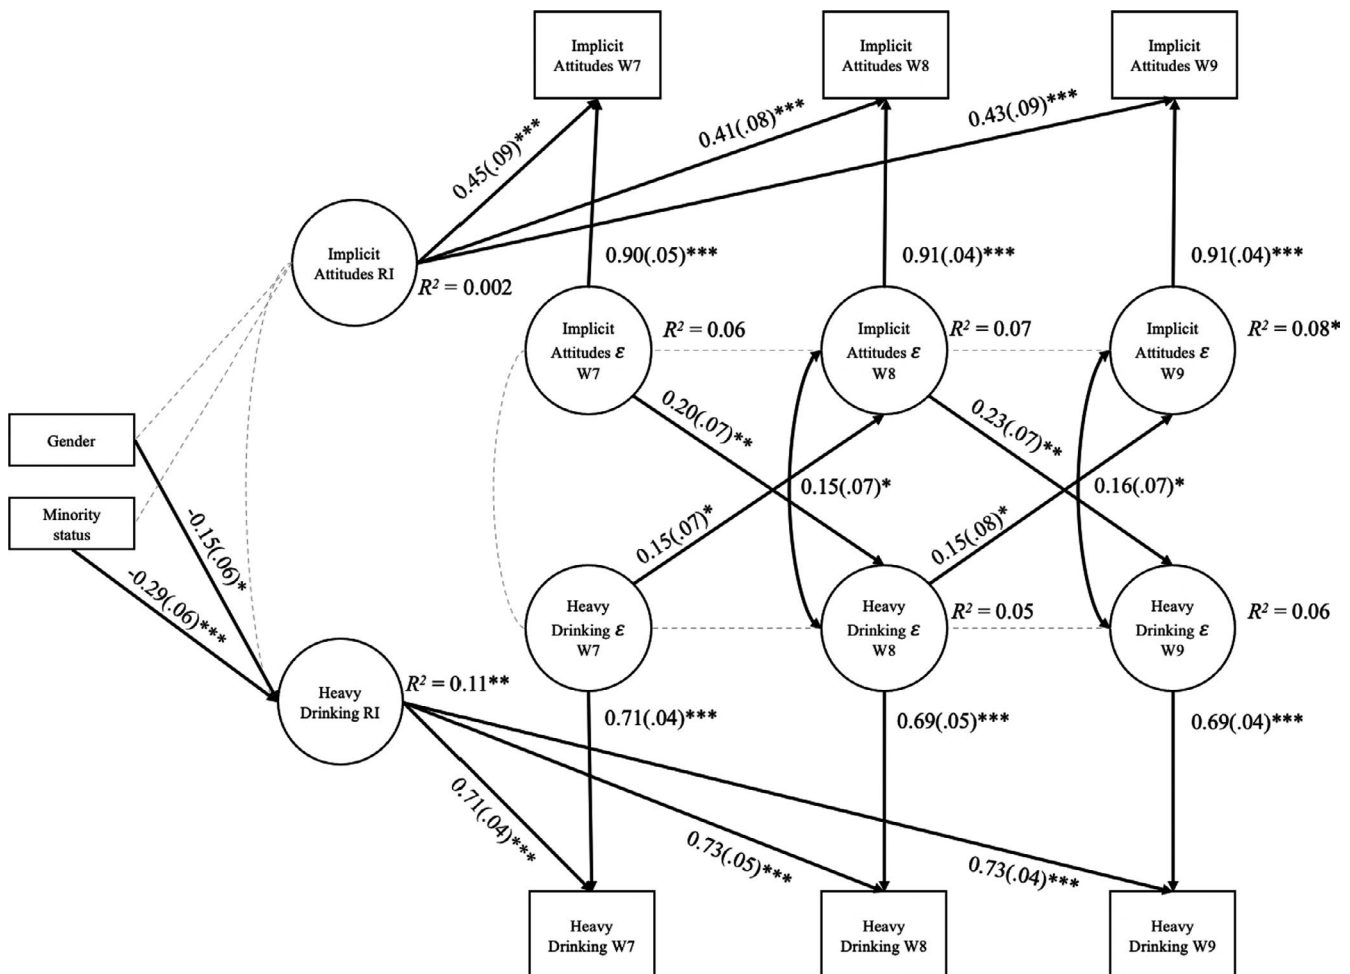 Implicit
Attitudes W7
Implicit
Attitudes W8
Implicit
Attitudes W9
0.45(.09)***
0.41(.08)***
0.43(.09)***
Implicit
Attitudes RI
R² = 0.002
0.90(.05)***
0.91(.04)***
0.91(.04)***
Implicit
Attitudes ε
W7
R² = 0.06
Implicit
Attitudes ε
W8
R² = 0.07
Implicit
Attitudes ε
W9
R² = 0.08*
Gender
Minority
status
-0.15(.06)*
-0.29(.06)***
0.20(.07)**
0.15(.07)*
0.15(.07)*
0.23(.07)**
0.15(.08)*
0.16(.07)*
Heavy
Drinking ε
W7
Heavy
Drinking ε
W8
R² = 0.05
Heavy
Drinking ε
W9
R² = 0.06
Heavy
Drinking RI
R² = 0.11**
0.71(.04)***
0.69(.05)***
0.69(.04)***
0.71(.04)***
0.73(.05)***
0.73(.04)***
Heavy
Drinking W7
Heavy
Drinking W8
Heavy
Drinking W9